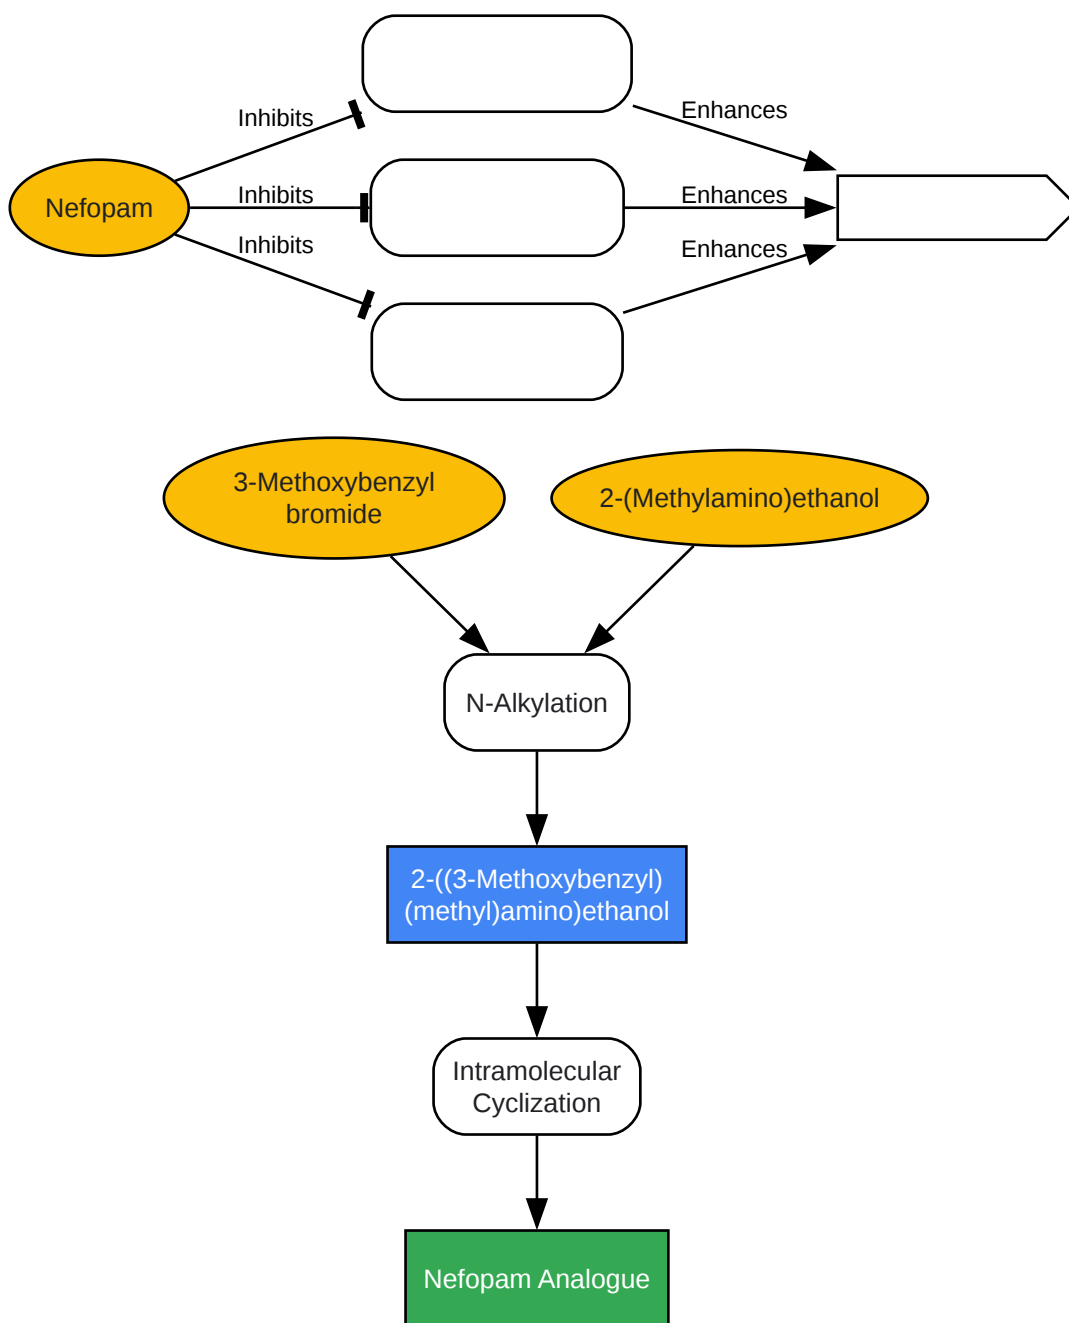 Inhibits
Enhances
Nefopam
Inhibits
Enhances
Inhibits
Enhances
3-Methoxybenzyl
bromide
2-(Methylamino)ethanol
N-Alkylation
2-((3-Methoxybenzyl)
(methyl)amino)ethanol
Intramolecular
Cyclization
Nefopam Analogue